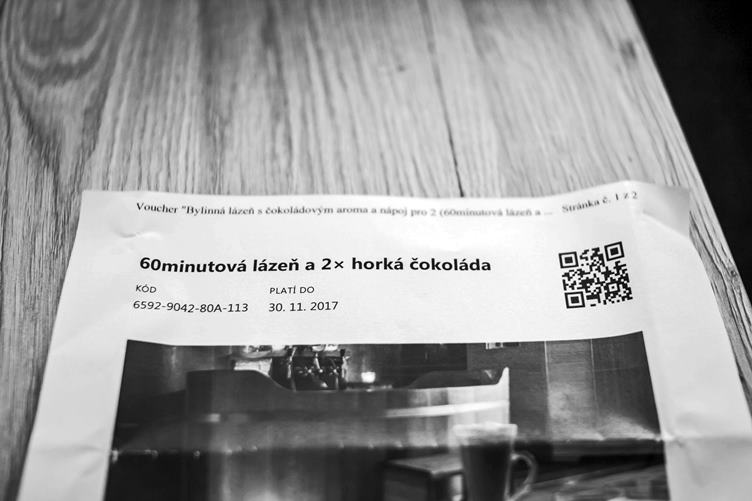 Voucher "Bylinná lázeň s čokoládovým aroma a nápoj pro 2 (60minutová lázeň a ... Stránka č. 1 z 2
60minutová lázeň a 2× horká čokoláda
KÓD PLATÍ DO
6592-9042-80A-113 30. 11. 2017